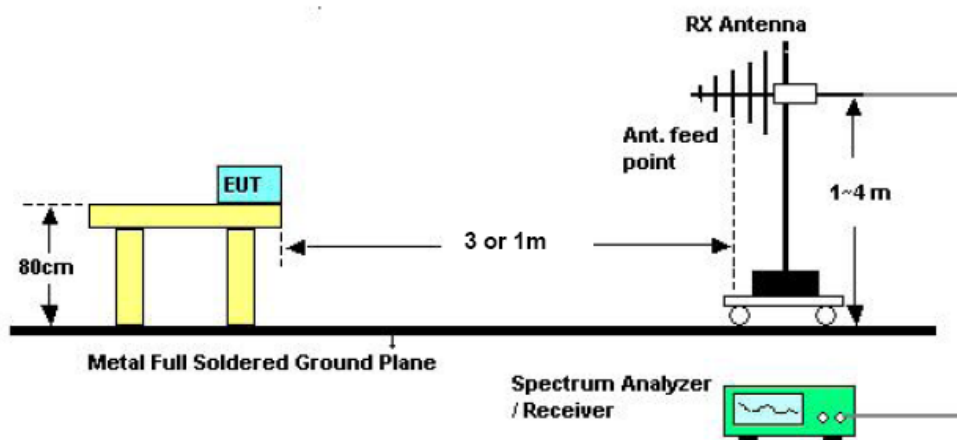 RX Antenna
Ant. feed
point
EUT
1~4 m
3 or 1m
80cm
Metal Full Soldered Ground Plane
Spectrum Analyzer
/ Receiver